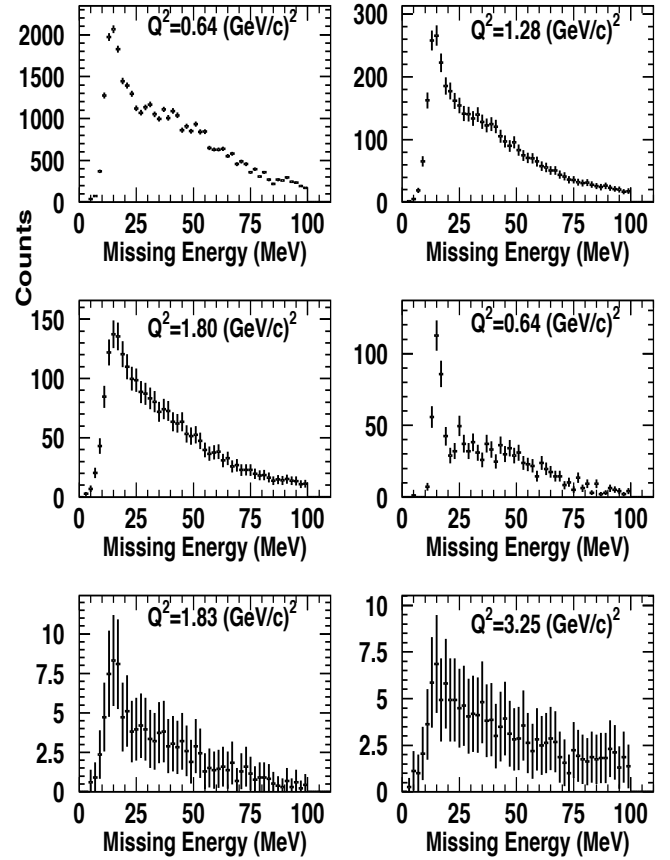 Q²=0.64 (GeV/c)²
Q²=1.28 (GeV/c)²
2000
1500
1000
500
0
300
200
100
0
0 25 50 75 100
0 25 50 75 100
Missing Energy (MeV)
Missing Energy (MeV)
Counts
Q²=1.80 (GeV/c)²
Q²=0.64 (GeV/c)²
150
100
50
0
100
50
0
0 25 50 75 100
0 25 50 75 100
Missing Energy (MeV)
Missing Energy (MeV)
Q²=1.83 (GeV/c)²
Q²=3.25 (GeV/c)²
10
7.5
5
2.5
0
10
7.5
5
2.5
0
0 25 50 75 100
0 25 50 75 100
Missing Energy (MeV)
Missing Energy (MeV)